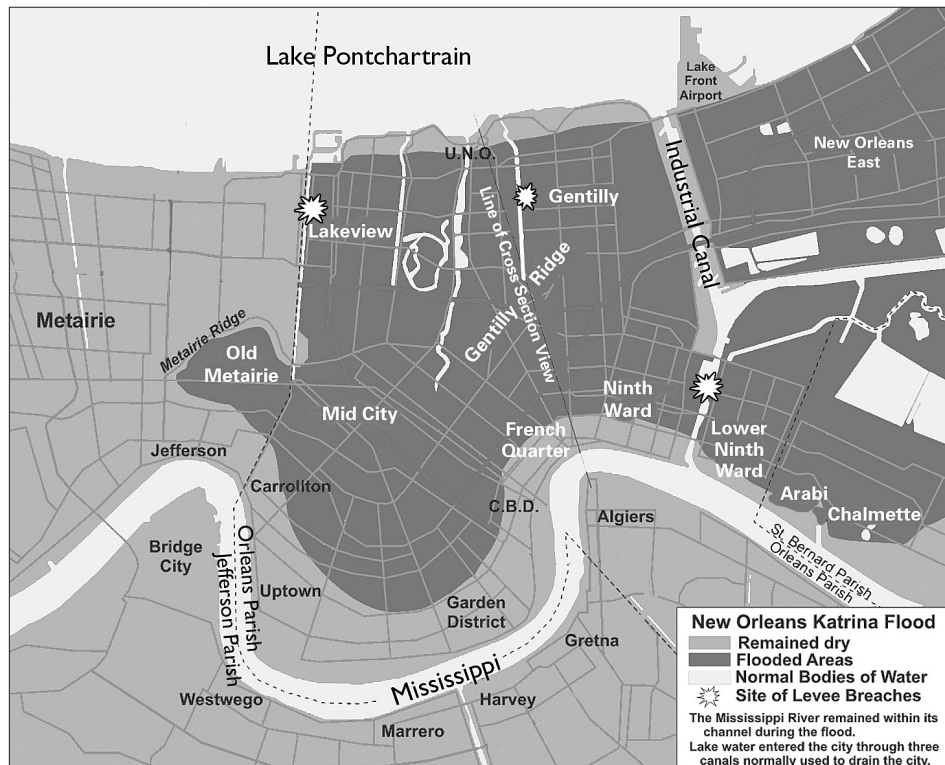 Lake Pontchartrain
Lake
Front
Airport
U.N.O.
New Orleans
East
Industrial Canal
Lakeview
Gentilly
Line of Cross Section View
Gentilly Ridge
Metairie
Metairie Ridge
Old
Metairie
Mid City
Ninth
Ward
French
Quarter
Lower
Ninth
Ward
Jefferson
Carrollton
C.B.D.
Algiers
Arabi
Chalmette
St. Bernard Parish
Orleans Parish
Bridge
City
Orleans Parish
Jefferson Parish
Uptown
Garden
District
Gretna
Mississippi
Westwego
Harvey
Marrero
New Orleans Katrina Flood
Remained dry
Flooded Areas
Normal Bodies of Water
Site of Levee Breaches
The Mississippi River remained within its
channel during the flood.
Lake water entered the city through three
canals normally used to drain the city.